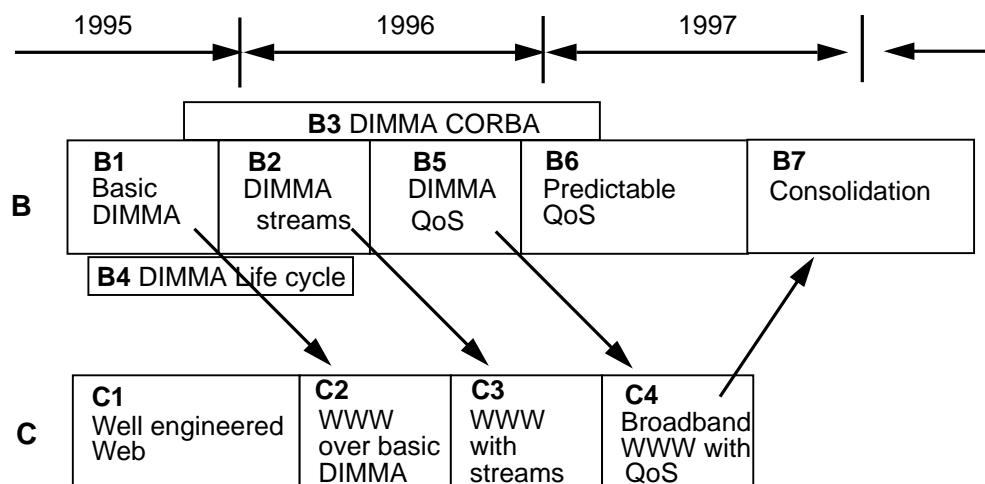 1995 1996 1997
B3 DIMMA CORBA
B
B1
Basic
DIMMA
B2
DIMMA
streams
B5
DIMMA
QoS
B6
Predictable
QoS
B7
Consolidation
B4 DIMMA Life cycle
C
C1
Well engineered
Web
C2
WWW
over basic
DIMMA
C3
WWW
with
streams
C4
Broadband
WWW with
QoS